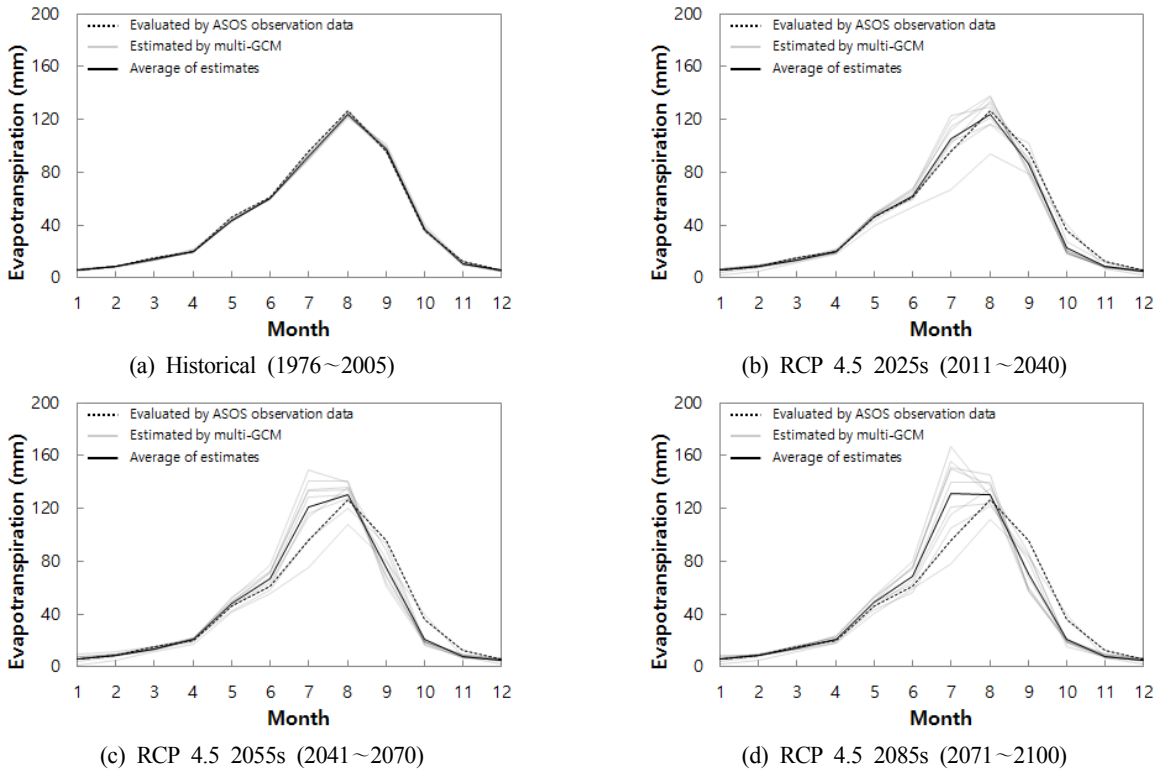 Evapotranspiration (mm)
200
160
120
80
40
0
Evaluated by ASOS observation data
Estimated by multi-GCM
Average of estimates
1 2 3 4 5 6 7 8 9 10 11 12
Month
(a) Historical (1976~2005)
Evapotranspiration (mm)
200
160
120
80
40
0
Evaluated by ASOS observation data
Estimated by multi-GCM
Average of estimates
1 2 3 4 5 6 7 8 9 10 11 12
Month
(b) RCP 4.5 2025s (2011~2040)
Evapotranspiration (mm)
200
160
120
80
40
0
Evaluated by ASOS observation data
Estimated by multi-GCM
Average of estimates
1 2 3 4 5 6 7 8 9 10 11 12
Month
(c) RCP 4.5 2055s (2041~2070)
Evapotranspiration (mm)
200
160
120
80
40
0
Evaluated by ASOS observation data
Estimated by multi-GCM
Average of estimates
1 2 3 4 5 6 7 8 9 10 11 12
Month
(d) RCP 4.5 2085s (2071~2100)